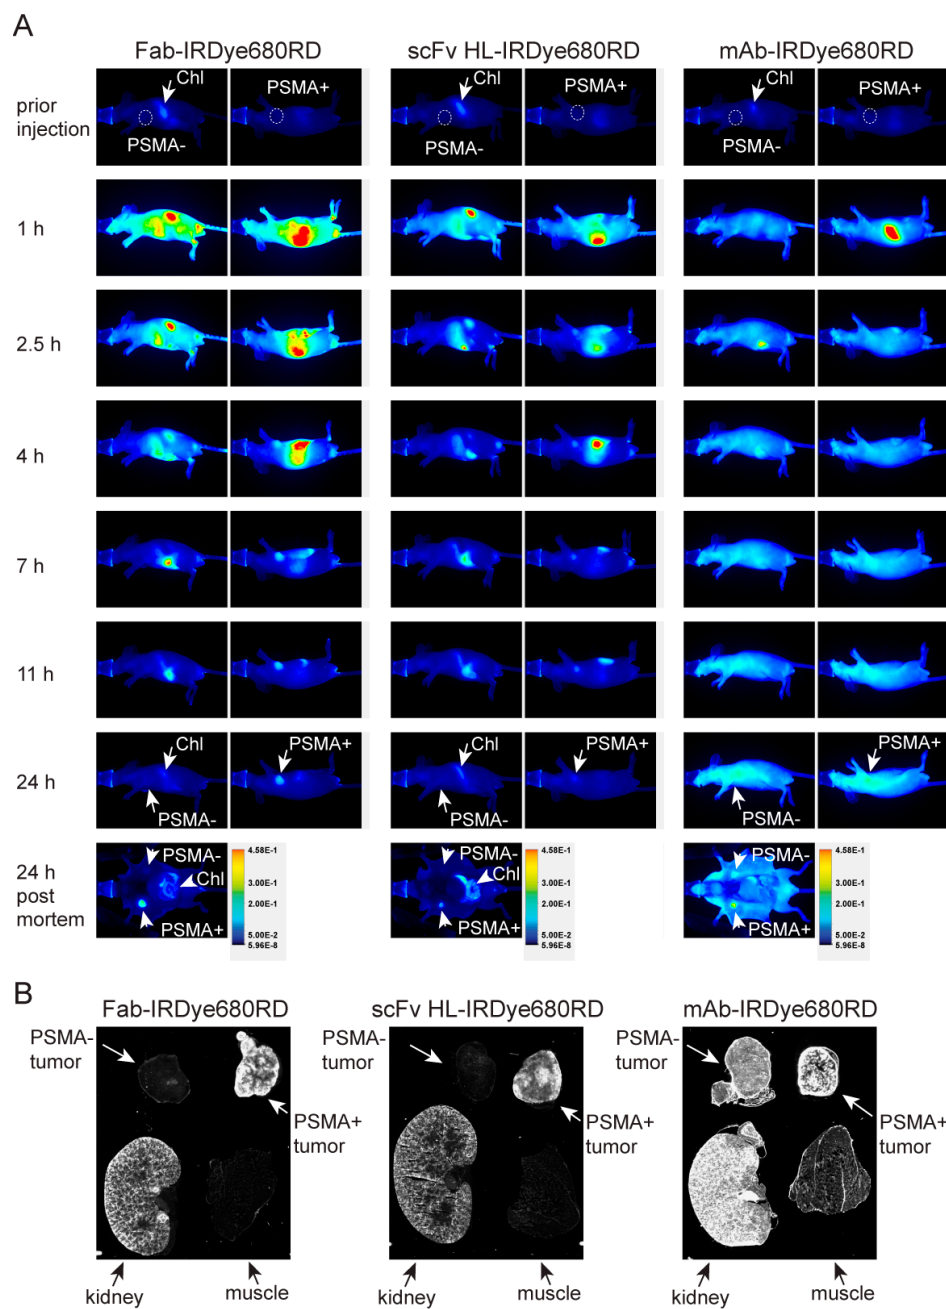 A
Fab-IRDye680RD
scFv HL-IRDye680RD
mAb-IRDye680RD
prior
injection
Chl
PSMA+
PSMA-
Chl
PSMA+
PSMA-
PSMA+
PSMA-
1 h
2.5 h
4 h
7 h
11 h
24 h
Chl
PSMA+
PSMA-
Chl
PSMA+
PSMA-
PSMA+
PSMA-
24 h
post
mortem
PSMA-
Chl
PSMA+
4.58E-1
3.00E-1
2.00E-1
5.00E-2
5.96E-8
PSMA-
Chl
PSMA+
4.58E-1
3.00E-1
2.00E-1
5.00E-2
5.96E-8
PSMA-
PSMA+
4.58E-1
3.00E-1
2.00E-1
5.00E-2
5.96E-8
B
Fab-IRDye680RD
scFv HL-IRDye680RD
mAb-IRDye680RD
PSMA-
tumor
PSMA+
tumor
PSMA-
tumor
PSMA+
tumor
PSMA-
tumor
PSMA+
tumor
kidney
muscle
kidney
muscle
kidney
muscle